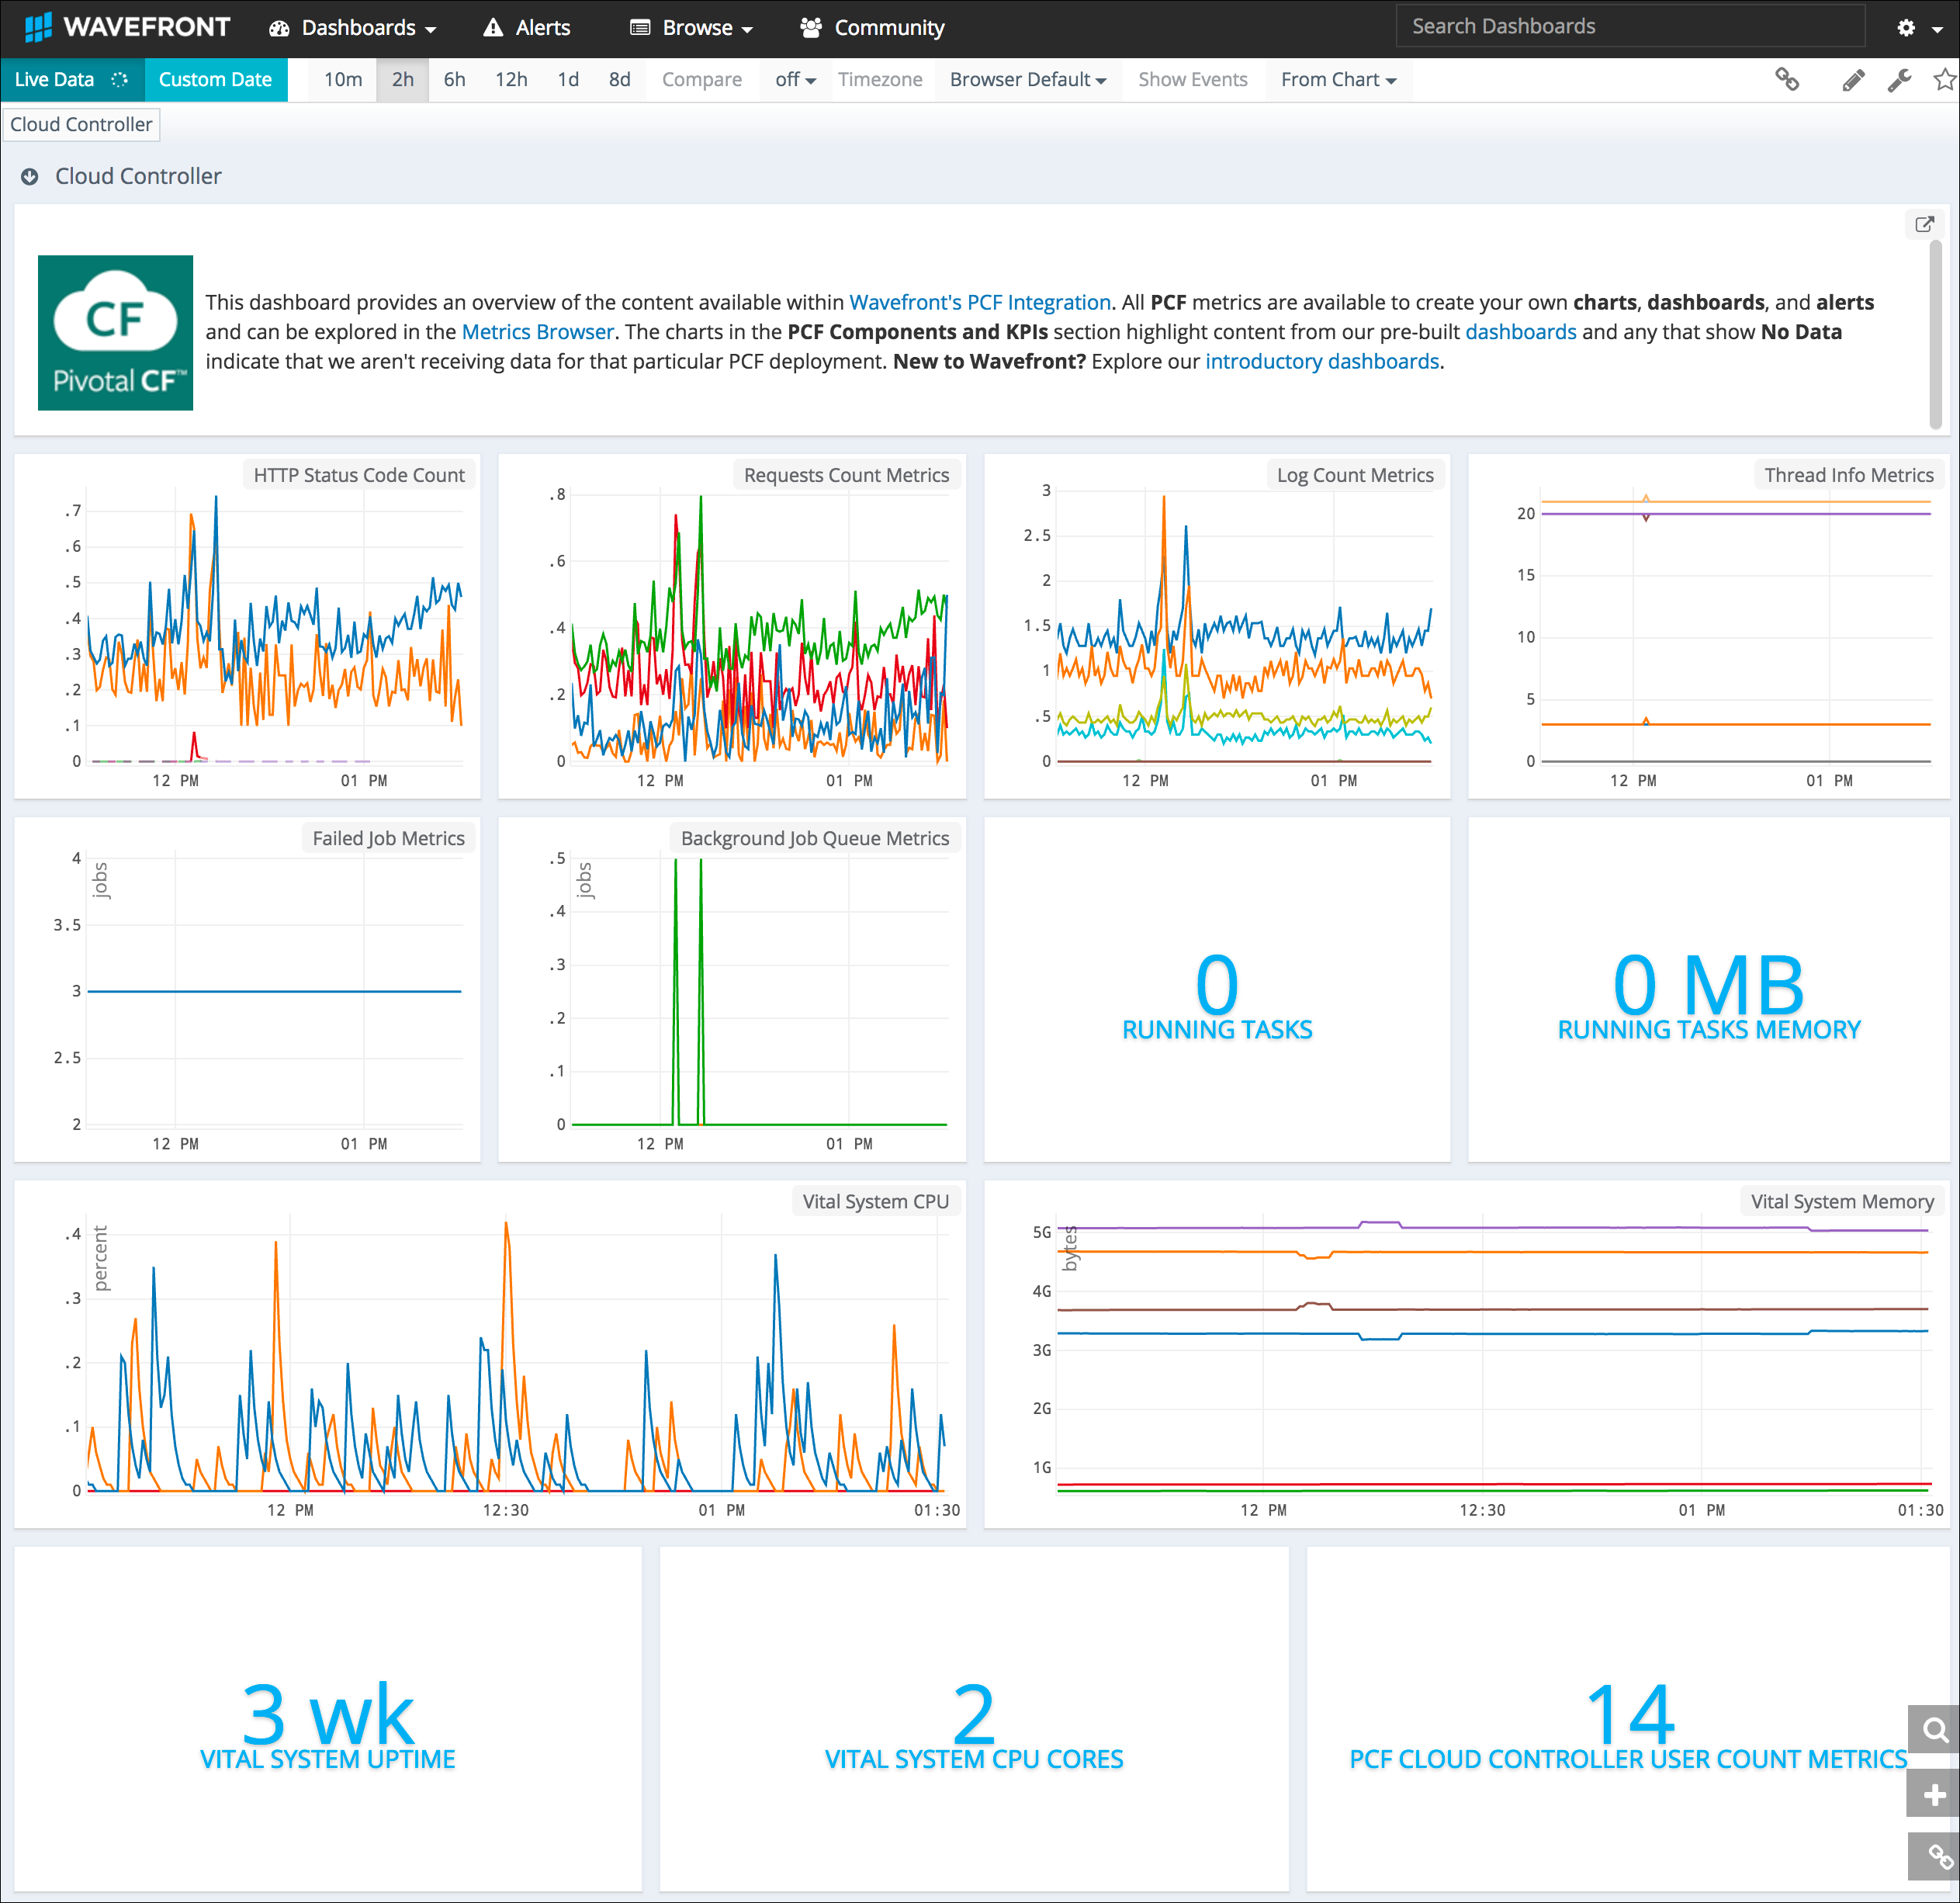 WAVEFRONT Dashboards Alerts Browse Community Search Dashboards
Live Data Custom Date 10m 2h 6h 12h 1d 8d Compare off Timezone Browser Default Show Events From Chart
Cloud Controller
Cloud Controller
CF
Pivotal CF™
This dashboard provides an overview of the content available within Wavefront's PCF Integration. All PCF metrics are available to create your own charts, dashboards, and alerts
and can be explored in the Metrics Browser. The charts in the PCF Components and KPIs section highlight content from our pre-built dashboards and any that show No Data
indicate that we aren't receiving data for that particular PCF deployment. New to Wavefront? Explore our introductory dashboards.
HTTP Status Code Count
.7
.6
.5
.4
.3
.2
.1
0
12 PM 01 PM
Requests Count Metrics
.8
.6
.4
.2
0
12 PM 01 PM
Log Count Metrics
3
2.5
2
1.5
1
.5
0
12 PM 01 PM
Thread Info Metrics
20
15
10
5
0
12 PM 01 PM
Failed Job Metrics
jobs
4
3.5
3
2.5
2
12 PM 01 PM
Background Job Queue Metrics
jobs
.5
.4
.3
.2
.1
0
12 PM 01 PM
0
RUNNING TASKS
0 MB
RUNNING TASKS MEMORY
Vital System CPU
percent
.4
.3
.2
.1
0
12 PM 12:30 01 PM 01:30
Vital System Memory
bytes
5G
4G
3G
2G
1G
12 PM 12:30 01 PM 01:30
3 wk
VITAL SYSTEM UPTIME
2
VITAL SYSTEM CPU CORES
14
PCF CLOUD CONTROLLER USER COUNT METRICS